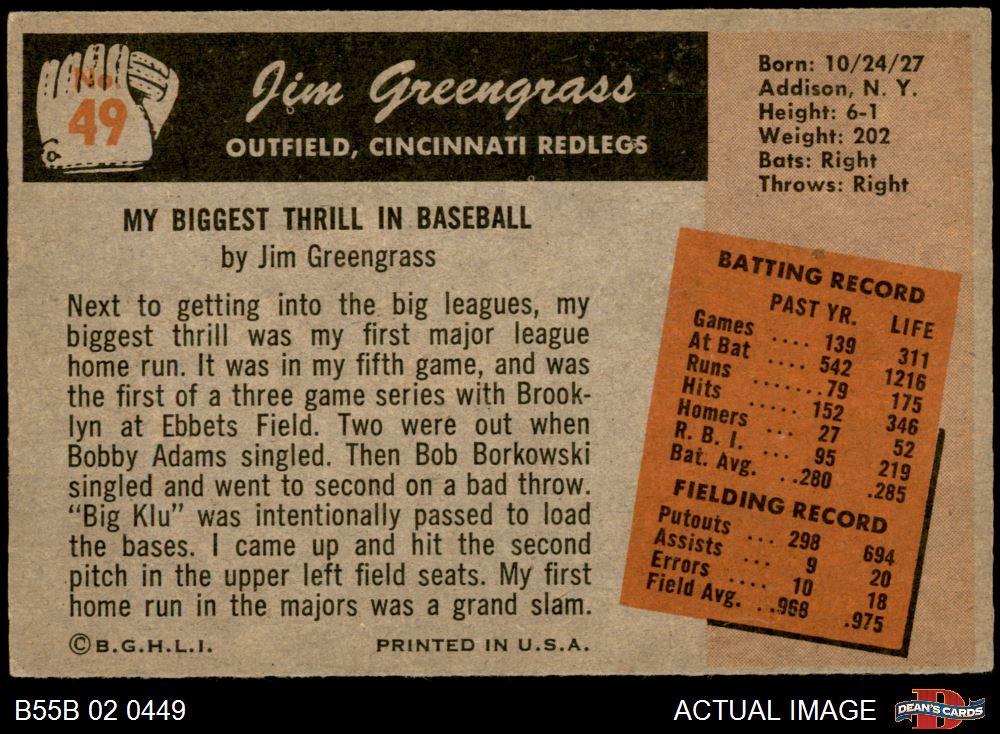 No.
49
Jim Greengrass
OUTFIELD, CINCINNATI REDLEGS
Born: 10/24/27
Addison, N. Y.
Height: 6-1
Weight: 202
Bats: Right
Throws: Right
MY BIGGEST THRILL IN BASEBALL
by Jim Greengrass
Next to getting into the big leagues, my
biggest thrill was my first major league
home run. It was in my fifth game, and was
the first of a three game series with Brook-
lyn at Ebbets Field. Two were out when
Bobby Adams singled. Then Bob Borkowski
singled and went to second on a bad throw.
“Big Klu” was intentionally passed to load
the bases. I came up and hit the second
pitch in the upper left field seats. My first
home run in the majors was a grand slam.
BATTING RECORD
PAST YR. LIFE
Games .... 139 311
At Bat .... 542 1216
Runs .......79 175
Hits ..... 152 346
Homers ... 27 52
R. B. I. ... 95 219
Bat. Avg. ..280 .285
FIELDING RECORD
Putouts ... 298 694
Assists ... 9 20
Errors .... 10 18
Field Avg. ..968 .975
©B.G.H.L.I. PRINTED IN U.S.A.
B55B 02 0449 ACTUAL IMAGE DEAN'S CARDS